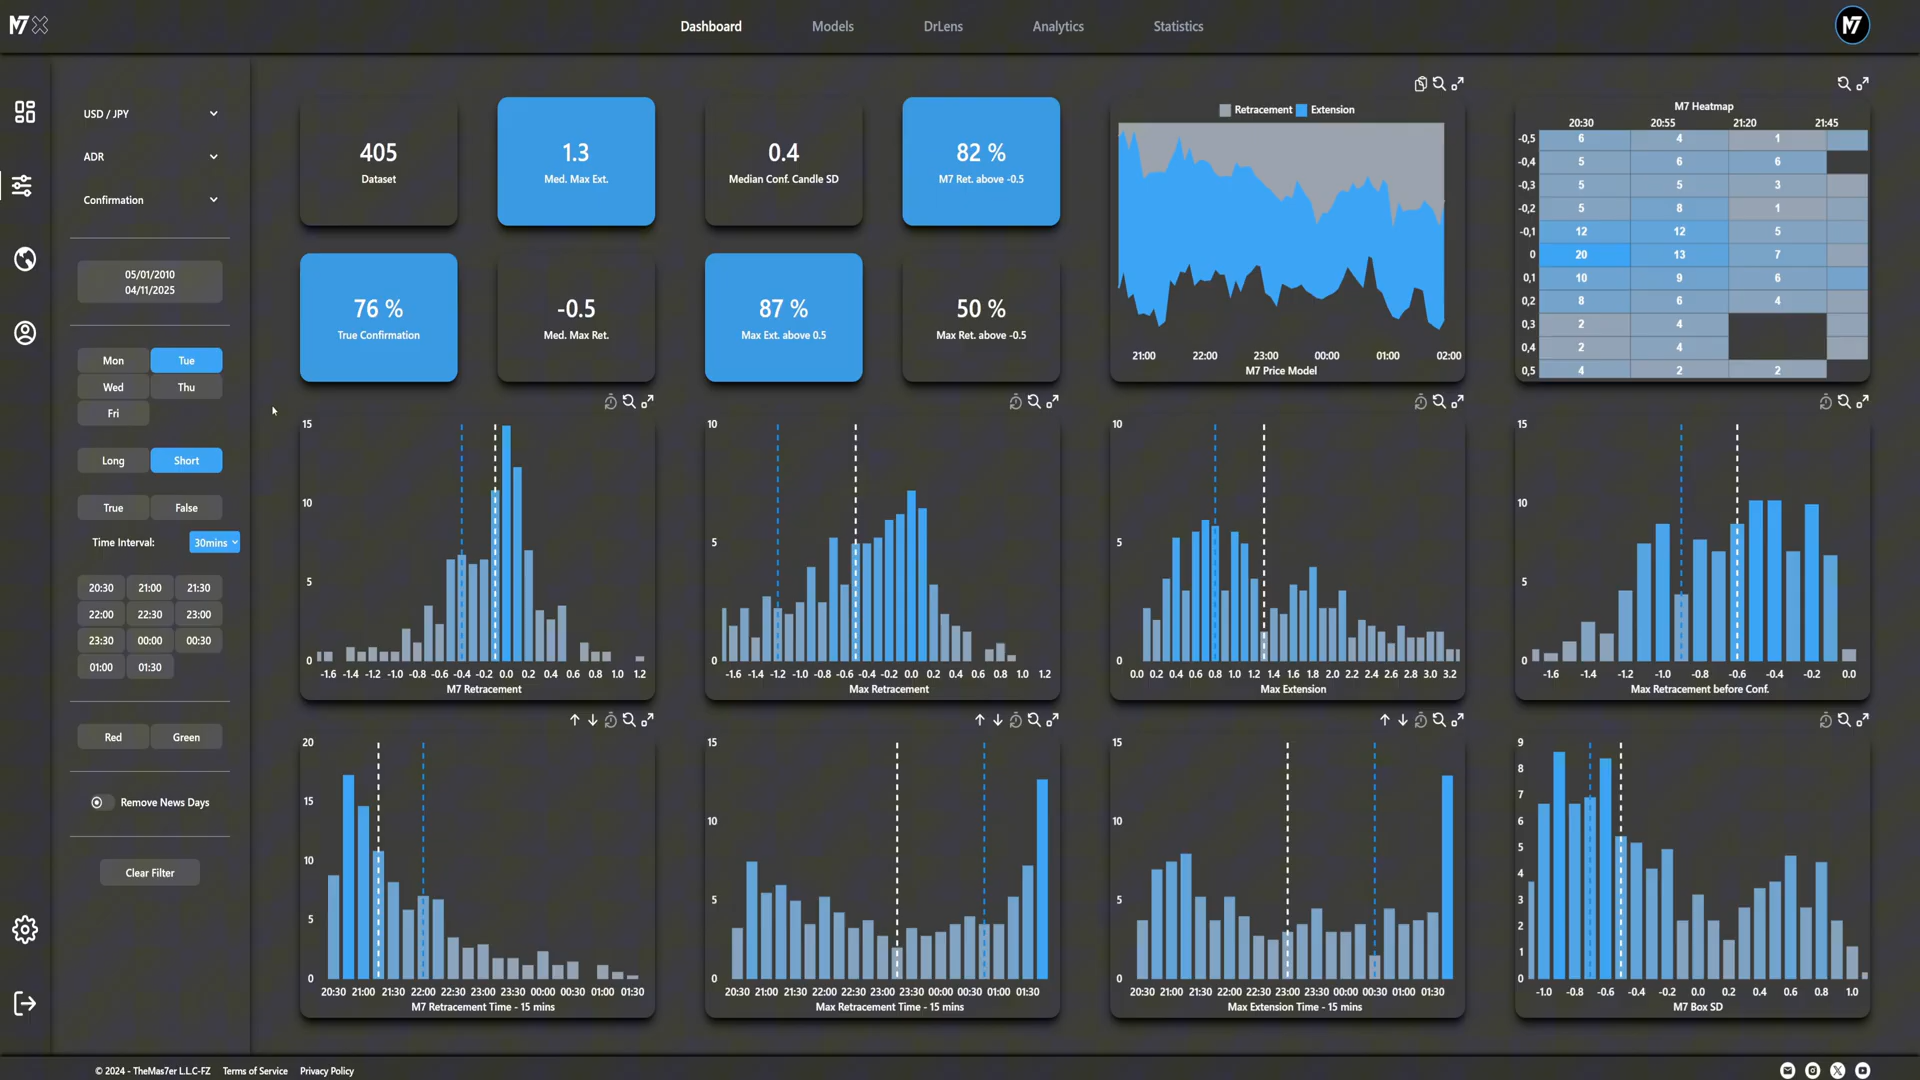 M7
Dashboard
Models
DrLens
Analytics
Statistics
M7
USD / JPY
ADR
Confirmation
05/01/2010
04/11/2025
Mon Tue
Wed Thu
Fri
Long Short
True False
Time Interval: 30mins
20:30 21:00 21:30
22:00 22:30 23:00
23:30 00:00 00:30
01:00 01:30
Red Green
Remove News Days
Clear Filter
405
Dataset
1.3
Med. Max Ext.
0.4
Median Conf. Candle SD
82 %
M7 Ret. above -0.5
76 %
True Confirmation
-0.5
Med. Max Ret.
87 %
Max Ext. above 0.5
50 %
Max Ret. above -0.5
Retracement Extension
21:00 22:00 23:00 00:00 01:00 02:00
M7 Price Model
M7 Heatmap
20:30 20:55 21:20 21:45
-0,5 6 4 1
-0,4 5 6 6
-0,3 5 5 3
-0,2 5 8 1
-0,1 12 12 5
0 20 13 7
0,1 10 9 6
0,2 8 6 4
0,3 2 4
0,4 2 4
0,5 4 2 2
15
10
5
0
-1.6 -1.4 -1.2 -1.0 -0.8 -0.6 -0.4 -0.2 0.0 0.2 0.4 0.6 0.8 1.0 1.2
M7 Retracement
10
5
0
-1.6 -1.4 -1.2 -1.0 -0.8 -0.6 -0.4 -0.2 0.0 0.2 0.4 0.6 0.8 1.0 1.2
Max Retracement
10
5
0
0.0 0.2 0.4 0.6 0.8 1.0 1.2 1.4 1.6 1.8 2.0 2.2 2.4 2.6 2.8 3.0 3.2
Max Extension
15
10
5
0
-1.6 -1.4 -1.2 -1.0 -0.8 -0.6 -0.4 -0.2 0.0
Max Retracement before Conf.
20
15
10
5
0
20:30 21:00 21:30 22:00 22:30 23:00 23:30 00:00 00:30 01:00 01:30
M7 Retracement Time - 15 mins
15
10
5
0
20:30 21:00 21:30 22:00 22:30 23:00 23:30 00:00 00:30 01:00 01:30
Max Retracement Time - 15 mins
15
10
5
0
20:30 21:00 21:30 22:00 22:30 23:00 23:30 00:00 00:30 01:00 01:30
Max Extension Time - 15 mins
9
8
7
6
5
4
3
2
1
0
-1.0 -0.8 -0.6 -0.4 -0.2 0.0 0.2 0.4 0.6 0.8 1.0
M7 Box SD
© 2024 - TheMas7er L.L.C-FZ Terms of Service Privacy Policy